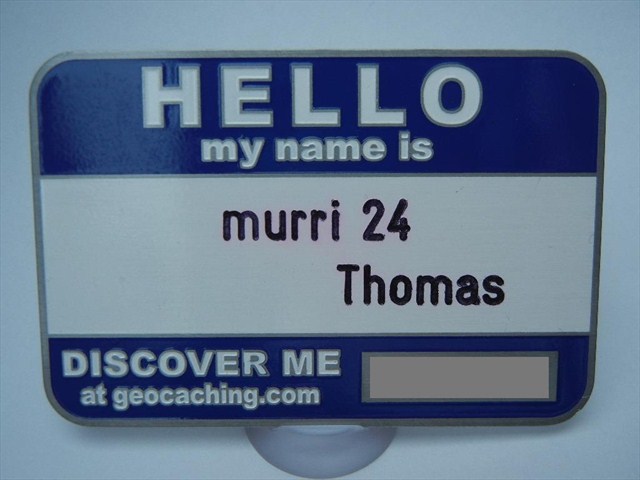 HELLO
my name is
murri 24
Thomas
DISCOVER ME
at geocaching.com